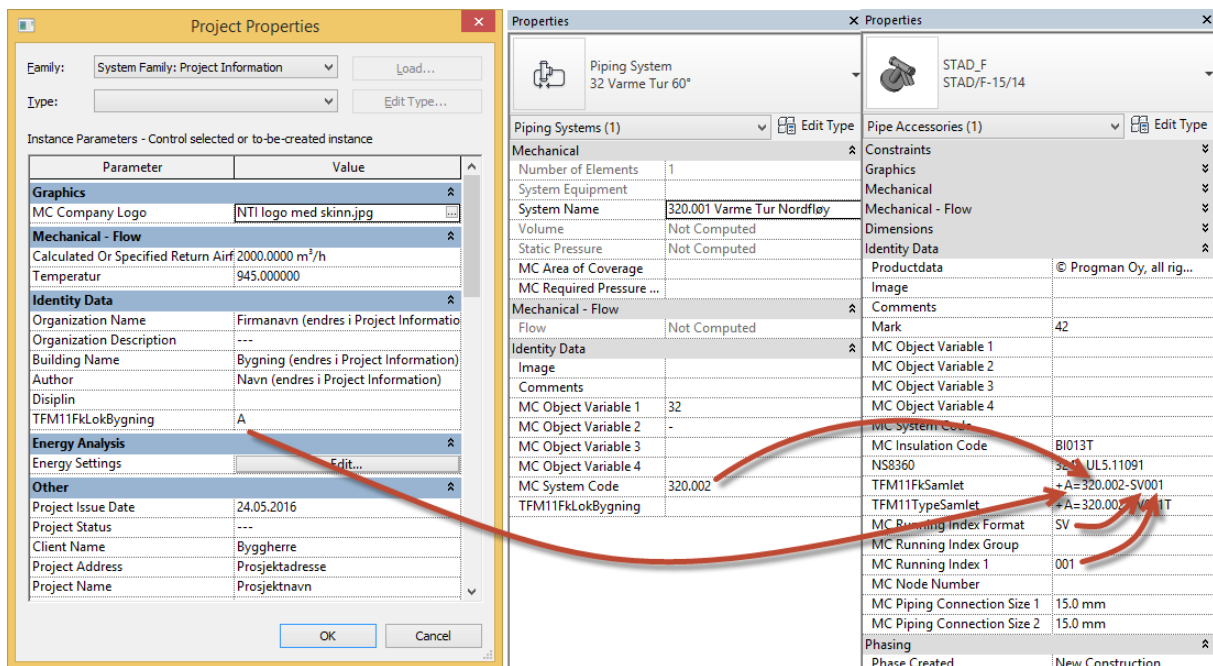 Project Properties
Family: System Family: Project Information Load...
Type: Edit Type...
Instance Parameters - Control selected or to-be-created instance
Parameter Value
Graphics
MC Company Logo NTI logo med skinn.jpg ...
Mechanical - Flow
Calculated Or Specified Return Airf 2000.0000 m³/h
Temperatur 945.000000
Identity Data
Organization Name Firmanavn (endres i Project Informatio
Organization Description ---
Building Name Bygning (endres i Project Information)
Author Navn (endres i Project Information)
Disiplin
TFM11FkLokBygning A
Energy Analysis
Energy Settings Edit...
Other
Project Issue Date 24.05.2016
Project Status ---
Client Name Byggherre
Project Address Prosjektadresse
Project Name Prosjektnavn
OK Cancel
Properties
Piping System
32 Varme Tur 60°
Piping Systems (1) Edit Type
Mechanical
Number of Elements 1
System Equipment
System Name 320.001 Varme Tur Nordfløy
Volume Not Computed
Static Pressure Not Computed
MC Area of Coverage
MC Required Pressure ...
Mechanical - Flow
Flow Not Computed
Identity Data
Image
Comments
MC Object Variable 1 32
MC Object Variable 2 -
MC Object Variable 3
MC Object Variable 4
MC System Code 320.002
TFM11FkLokBygning
Properties
STAD_F
STAD/F-15/14
Pipe Accessories (1) Edit Type
Constraints
Graphics
Mechanical
Mechanical - Flow
Dimensions
Identity Data
Productdata © Progman Oy, all rig...
Image
Comments
Mark 42
MC Object Variable 1
MC Object Variable 2
MC Object Variable 3
MC Object Variable 4
MC System Code
MC Insulation Code BI013T
NS8360 UL5.11091
TFM11FkSamlet +A=320.002-SV001
TFM11TypeSamlet
MC Running Index Format SV
MC Running Index Group
MC Running Index 1 001
MC Node Number
MC Piping Connection Size 1 15.0 mm
MC Piping Connection Size 2 15.0 mm
Phasing
Phase Created New Construction